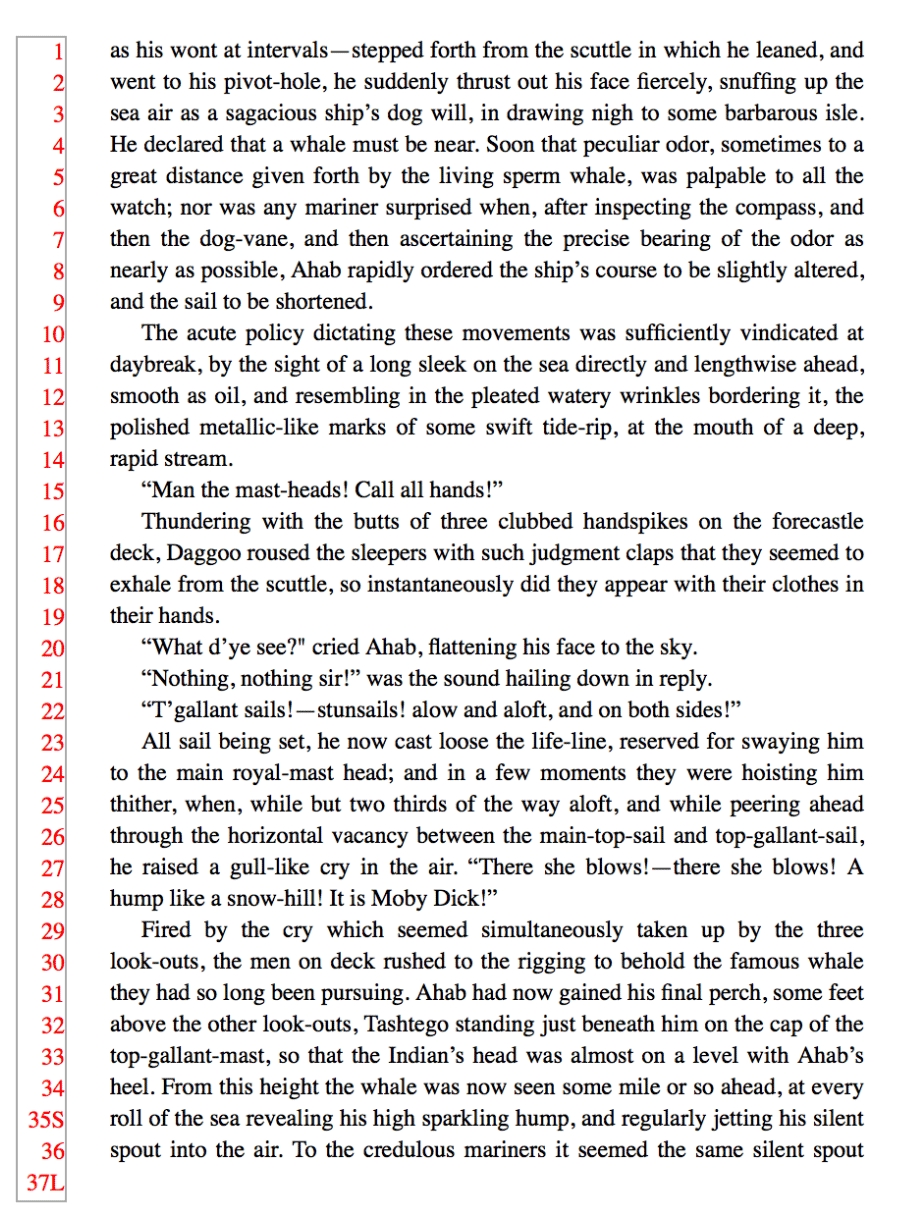 1 as his wont at intervals—stepped forth from the scuttle in which he leaned, and
2 went to his pivot-hole, he suddenly thrust out his face fiercely, snuffing up the
3 sea air as a sagacious ship’s dog will, in drawing nigh to some barbarous isle.
4 He declared that a whale must be near. Soon that peculiar odor, sometimes to a
5 great distance given forth by the living sperm whale, was palpable to all the
6 watch; nor was any mariner surprised when, after inspecting the compass, and
7 then the dog-vane, and then ascertaining the precise bearing of the odor as
8 nearly as possible, Ahab rapidly ordered the ship’s course to be slightly altered,
9 and the sail to be shortened.
10 The acute policy dictating these movements was sufficiently vindicated at
11 daybreak, by the sight of a long sleek on the sea directly and lengthwise ahead,
12 smooth as oil, and resembling in the pleated watery wrinkles bordering it, the
13 polished metallic-like marks of some swift tide-rip, at the mouth of a deep,
14 rapid stream.
15 “Man the mast-heads! Call all hands!”
16 Thundering with the butts of three clubbed handspikes on the forecastle
17 deck, Daggoo roused the sleepers with such judgment claps that they seemed to
18 exhale from the scuttle, so instantaneously did they appear with their clothes in
19 their hands.
20 “What d’ye see?" cried Ahab, flattening his face to the sky.
21 “Nothing, nothing sir!” was the sound hailing down in reply.
22 “T’gallant sails!—stunsails! alow and aloft, and on both sides!”
23 All sail being set, he now cast loose the life-line, reserved for swaying him
24 to the main royal-mast head; and in a few moments they were hoisting him
25 thither, when, while but two thirds of the way aloft, and while peering ahead
26 through the horizontal vacancy between the main-top-sail and top-gallant-sail,
27 he raised a gull-like cry in the air. “There she blows!—there she blows! A
28 hump like a snow-hill! It is Moby Dick!”
29 Fired by the cry which seemed simultaneously taken up by the three
30 look-outs, the men on deck rushed to the rigging to behold the famous whale
31 they had so long been pursuing. Ahab had now gained his final perch, some feet
32 above the other look-outs, Tashtego standing just beneath him on the cap of the
33 top-gallant-mast, so that the Indian’s head was almost on a level with Ahab’s
34 heel. From this height the whale was now seen some mile or so ahead, at every
35S roll of the sea revealing his high sparkling hump, and regularly jetting his silent
36 spout into the air. To the credulous mariners it seemed the same silent spout
37L